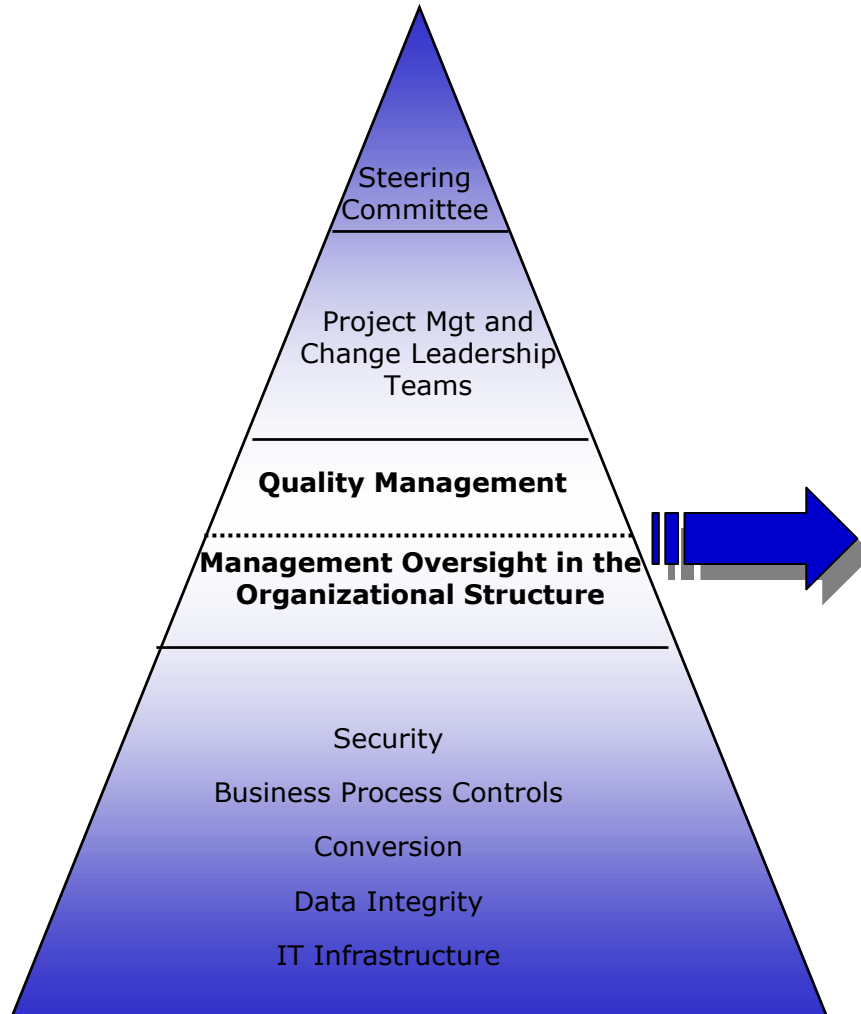 Steering
Committee
Project Mgt and
Change Leadership
Teams
Quality Management
Management Oversight in the
Organizational Structure
Security
Business Process Controls
Conversion
Data Integrity
IT Infrastructure